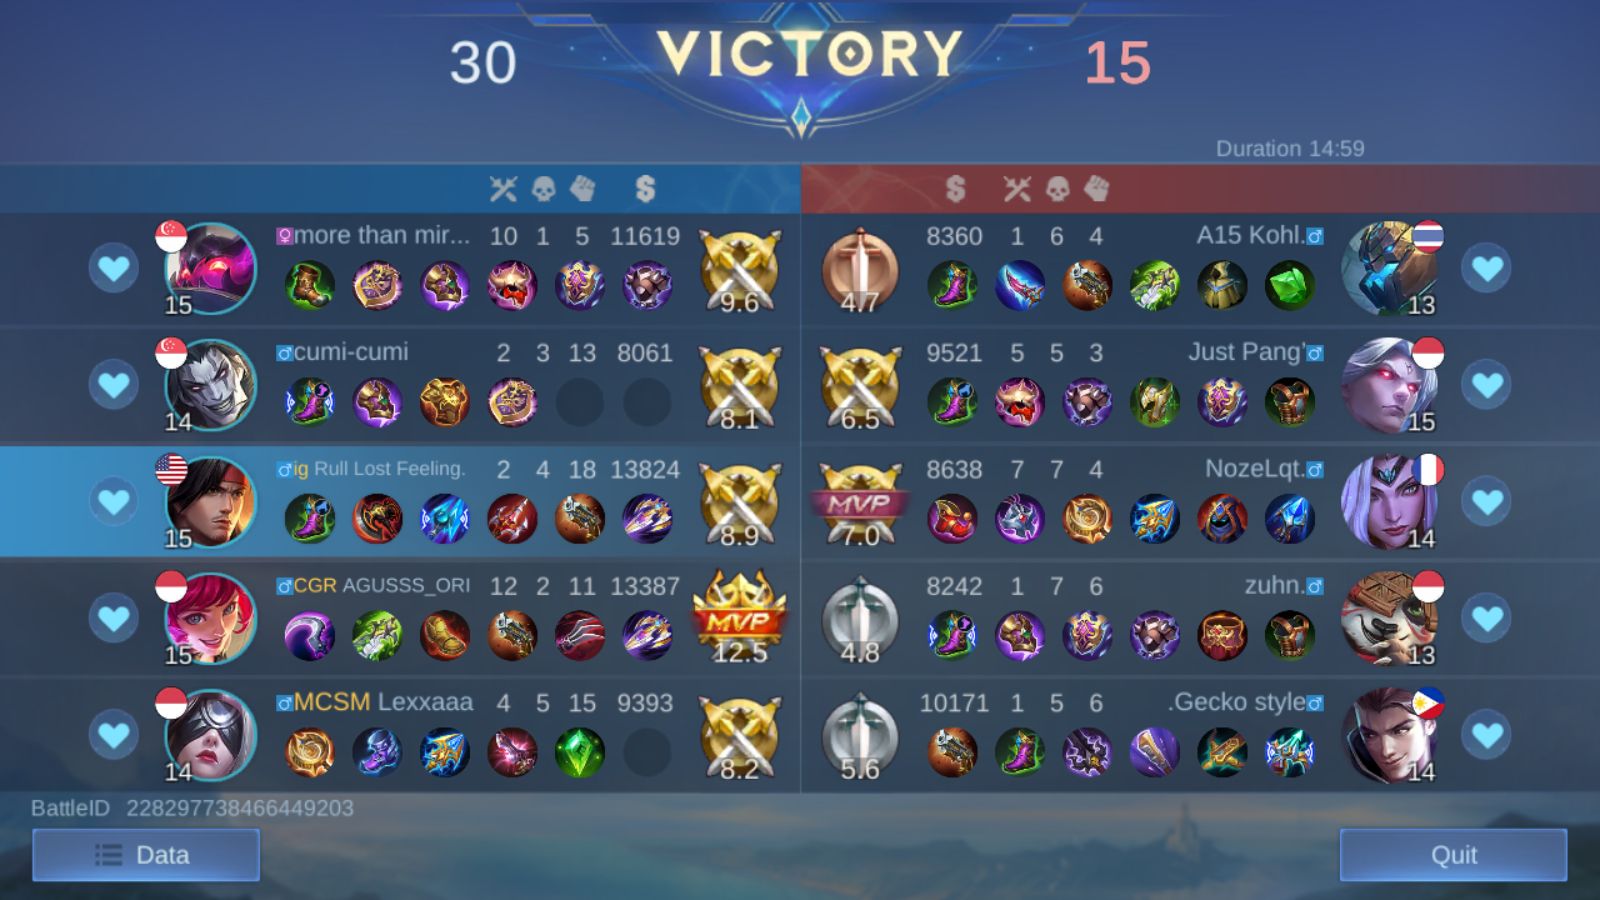 30 VICTORY 15
Duration 14:59
more than mir... 10 1 5 11619
15 9.6
8360 1 6 4 A15 Kohl.
4.7 13
cumi-cumi 2 3 13 8061
14 8.1
9521 5 5 3 Just Pang'
6.5 15
ig Rull Lost Feeling. 2 4 18 13824
15 8.9
8638 7 7 4 NozeLqt.
MVP
7.0 14
CGR AGUSSS_ORI 12 2 11 13387
MVP
15 12.5
8242 1 7 6 zuhn.
4.8 13
MCSM Lexxaaa 4 5 15 9393
14 8.2
10171 1 5 6 .Gecko style
5.6 14
BattleID 228297738466449203
Data Quit